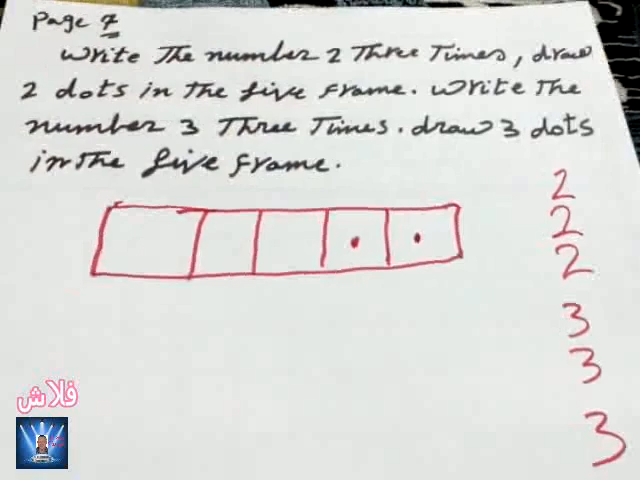 Page 7
Write The number 2 Three Times, draw
2 dots in the five frame. Write The
number 3 Three Times. draw 3 dots
in the five frame.
2
2
2
3
3
3
فلاش